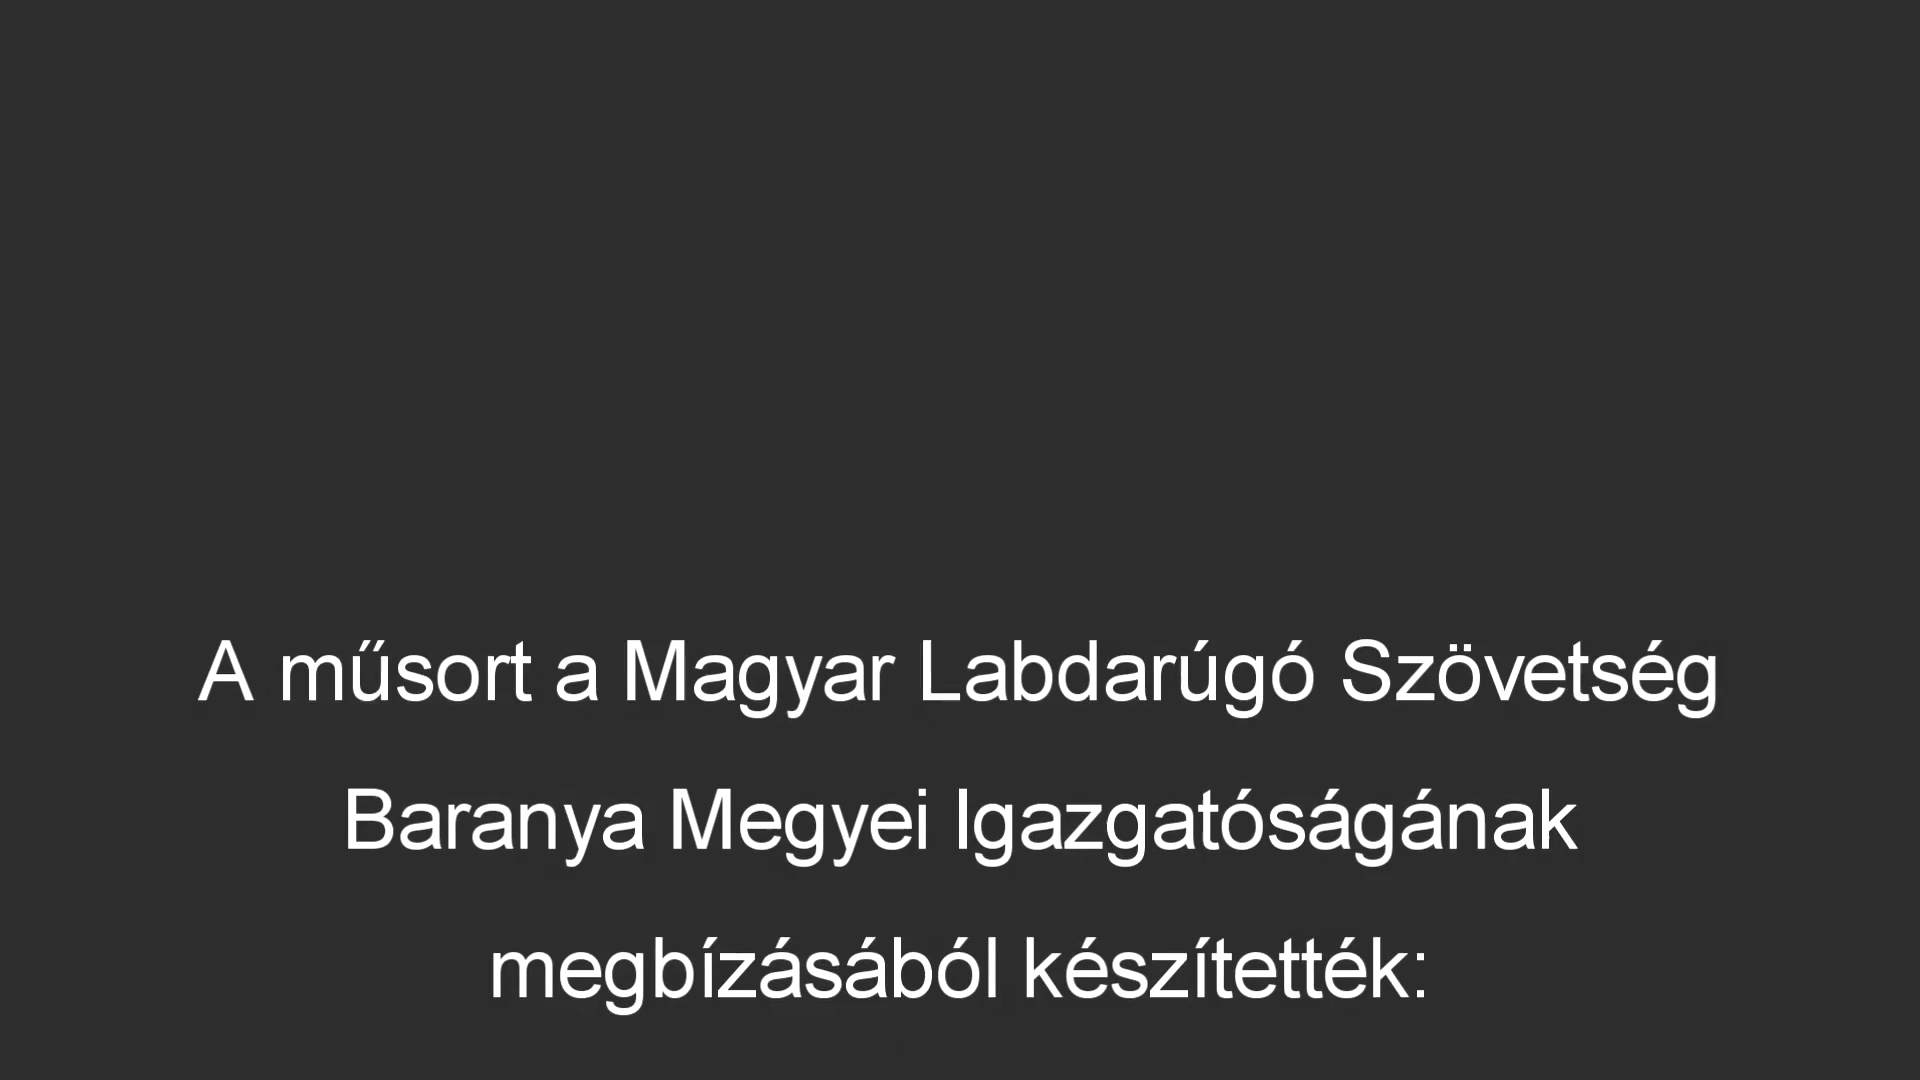 A műsort a Magyar Labdarúgó Szövetség
Baranya Megyei Igazgatóságának
megbízásából készítették: